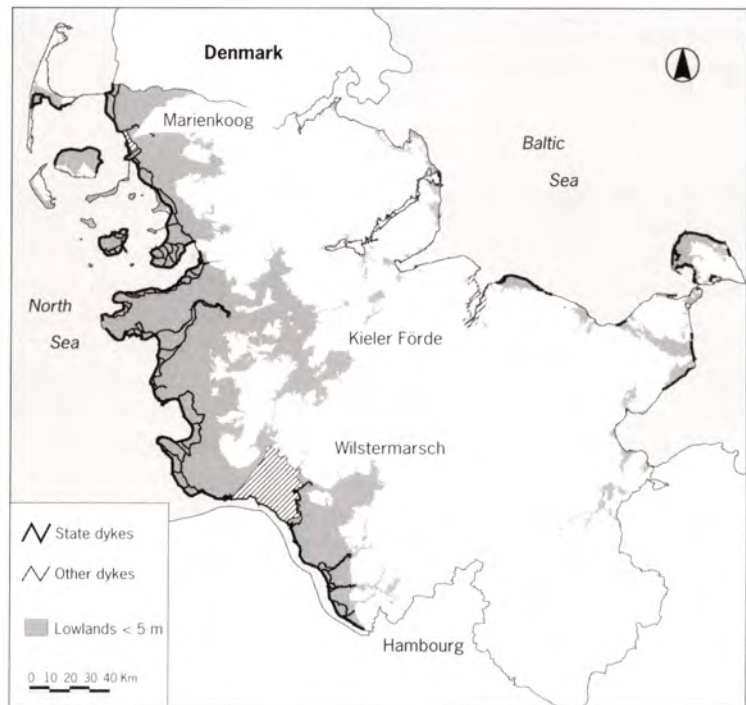 Denmark
Marienkoog
Baltic
Sea
North
Sea
Kieler Förde
Wilstermarsch
State dykes
Other dykes
Lowlands < 5 m
0 10 20 30 40 Km
Hambourg